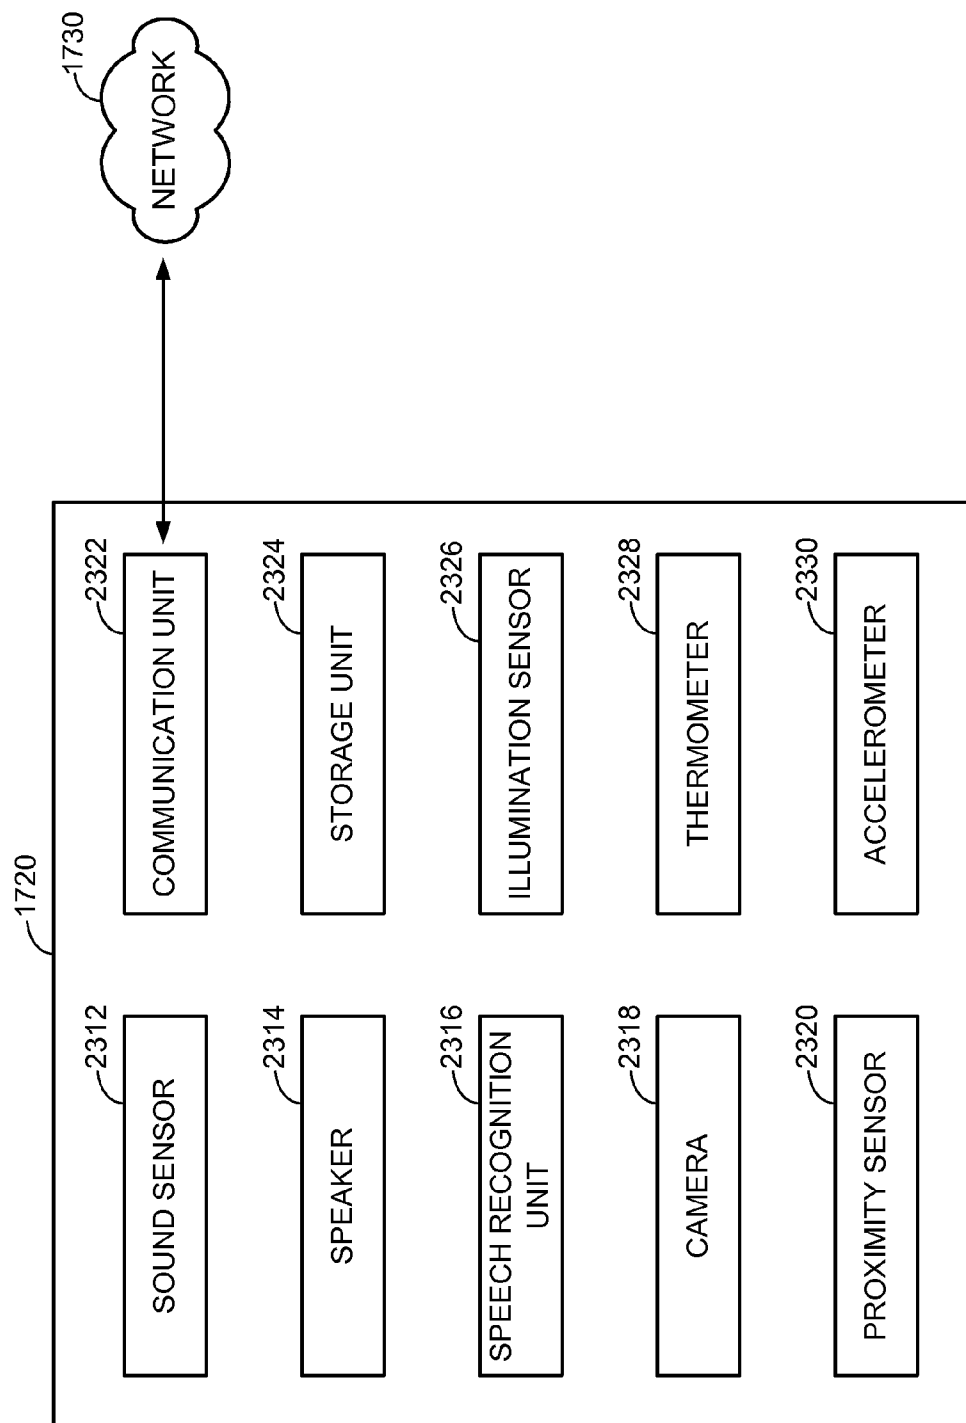 1720
2312
SOUND SENSOR
2322
COMMUNICATION UNIT
1730
NETWORK
2314
SPEAKER
2324
STORAGE UNIT
2316
SPEECH RECOGNITION
UNIT
2326
ILLUMINATION SENSOR
2318
CAMERA
2328
THERMOMETER
2320
PROXIMITY SENSOR
2330
ACCELEROMETER